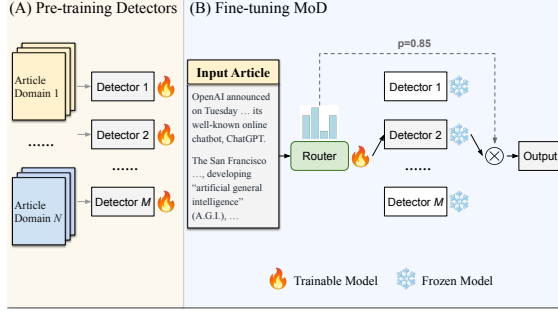 (A) Pre-training Detectors
Article
Domain 1
Detector 1
......
Detector 2
......
Article
Domain N
Detector M
(B) Fine-tuning MoD
Input Article
OpenAI announced
on Tuesday … its
well-known online
chatbot, ChatGPT.
The San Francisco
…, developing
“artificial general
intelligence”
(A.G.I.), …
Router
p=0.85
Detector 1
Detector 2
......
Detector M
Output
Trainable Model
Frozen Model